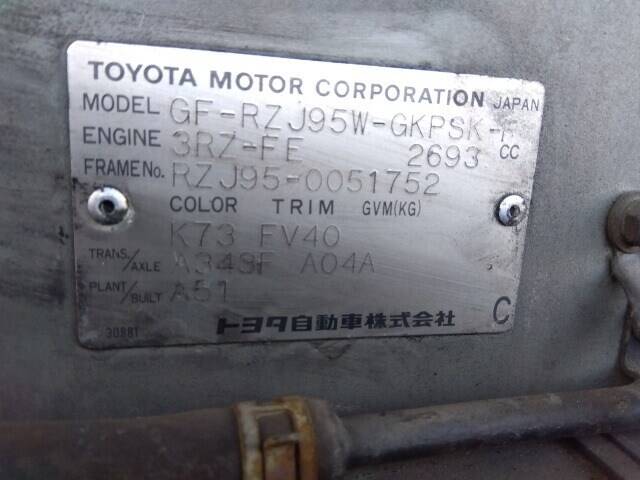 TOYOTA MOTOR CORPORATION JAPAN
MODEL GF-RZJ95W-GKPSK-
ENGINE 3RZ-FE 2693 CC
FRAME No. RZJ95-0051752
COLOR TRIM GVM(KG)
K73 FV40
TRANS./AXLE A343F A04A
PLANT/BUILT A51
トヨタ自動車株式会社 C
30881